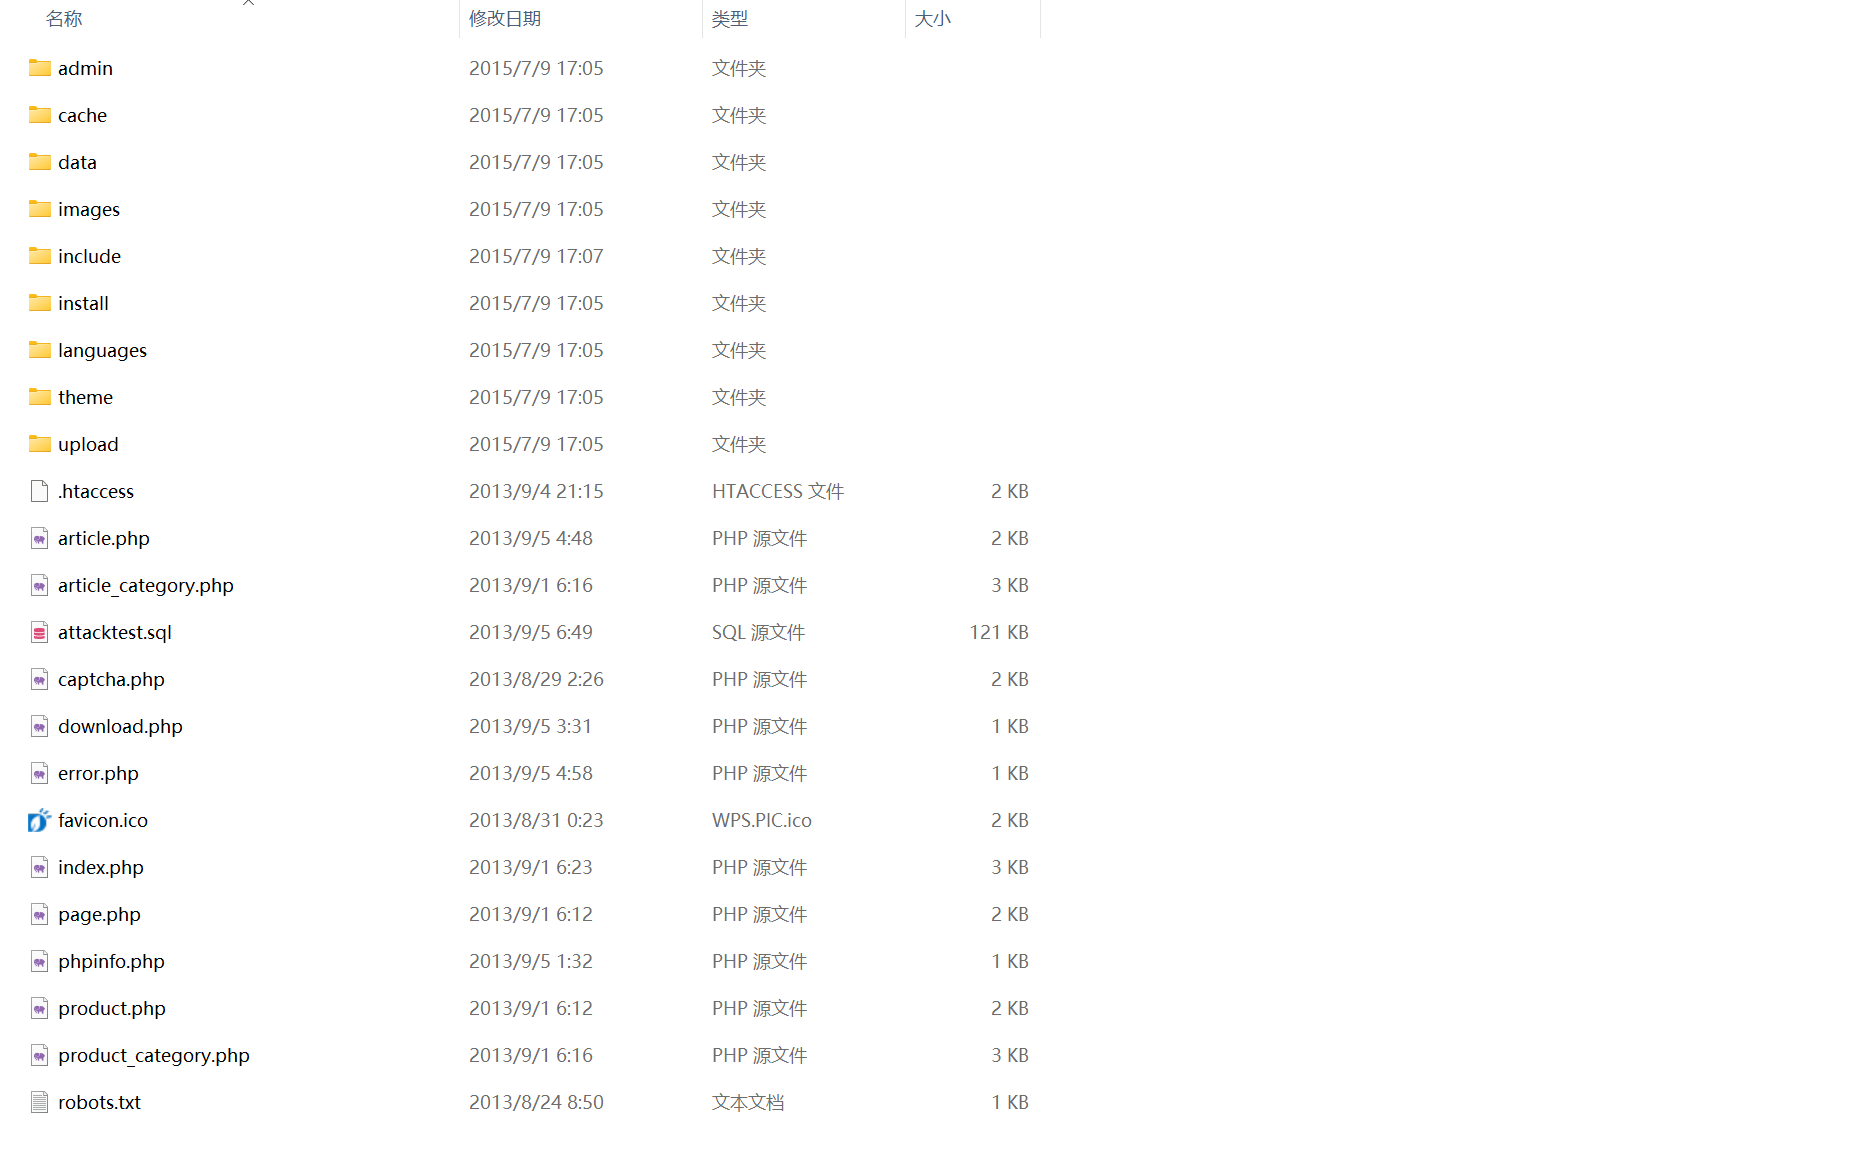 名称 修改日期 类型 大小
admin 2015/7/9 17:05 文件夹
cache 2015/7/9 17:05 文件夹
data 2015/7/9 17:05 文件夹
images 2015/7/9 17:05 文件夹
include 2015/7/9 17:07 文件夹
install 2015/7/9 17:05 文件夹
languages 2015/7/9 17:05 文件夹
theme 2015/7/9 17:05 文件夹
upload 2015/7/9 17:05 文件夹
.htaccess 2013/9/4 21:15 HTACCESS 文件 2 KB
article.php 2013/9/5 4:48 PHP 源文件 2 KB
article_category.php 2013/9/1 6:16 PHP 源文件 3 KB
attacktest.sql 2013/9/5 6:49 SQL 源文件 121 KB
captcha.php 2013/8/29 2:26 PHP 源文件 2 KB
download.php 2013/9/5 3:31 PHP 源文件 1 KB
error.php 2013/9/5 4:58 PHP 源文件 1 KB
favicon.ico 2013/8/31 0:23 WPS.PIC.ico 2 KB
index.php 2013/9/1 6:23 PHP 源文件 3 KB
page.php 2013/9/1 6:12 PHP 源文件 2 KB
phpinfo.php 2013/9/5 1:32 PHP 源文件 1 KB
product.php 2013/9/1 6:12 PHP 源文件 2 KB
product_category.php 2013/9/1 6:16 PHP 源文件 3 KB
robots.txt 2013/8/24 8:50 文本文档 1 KB